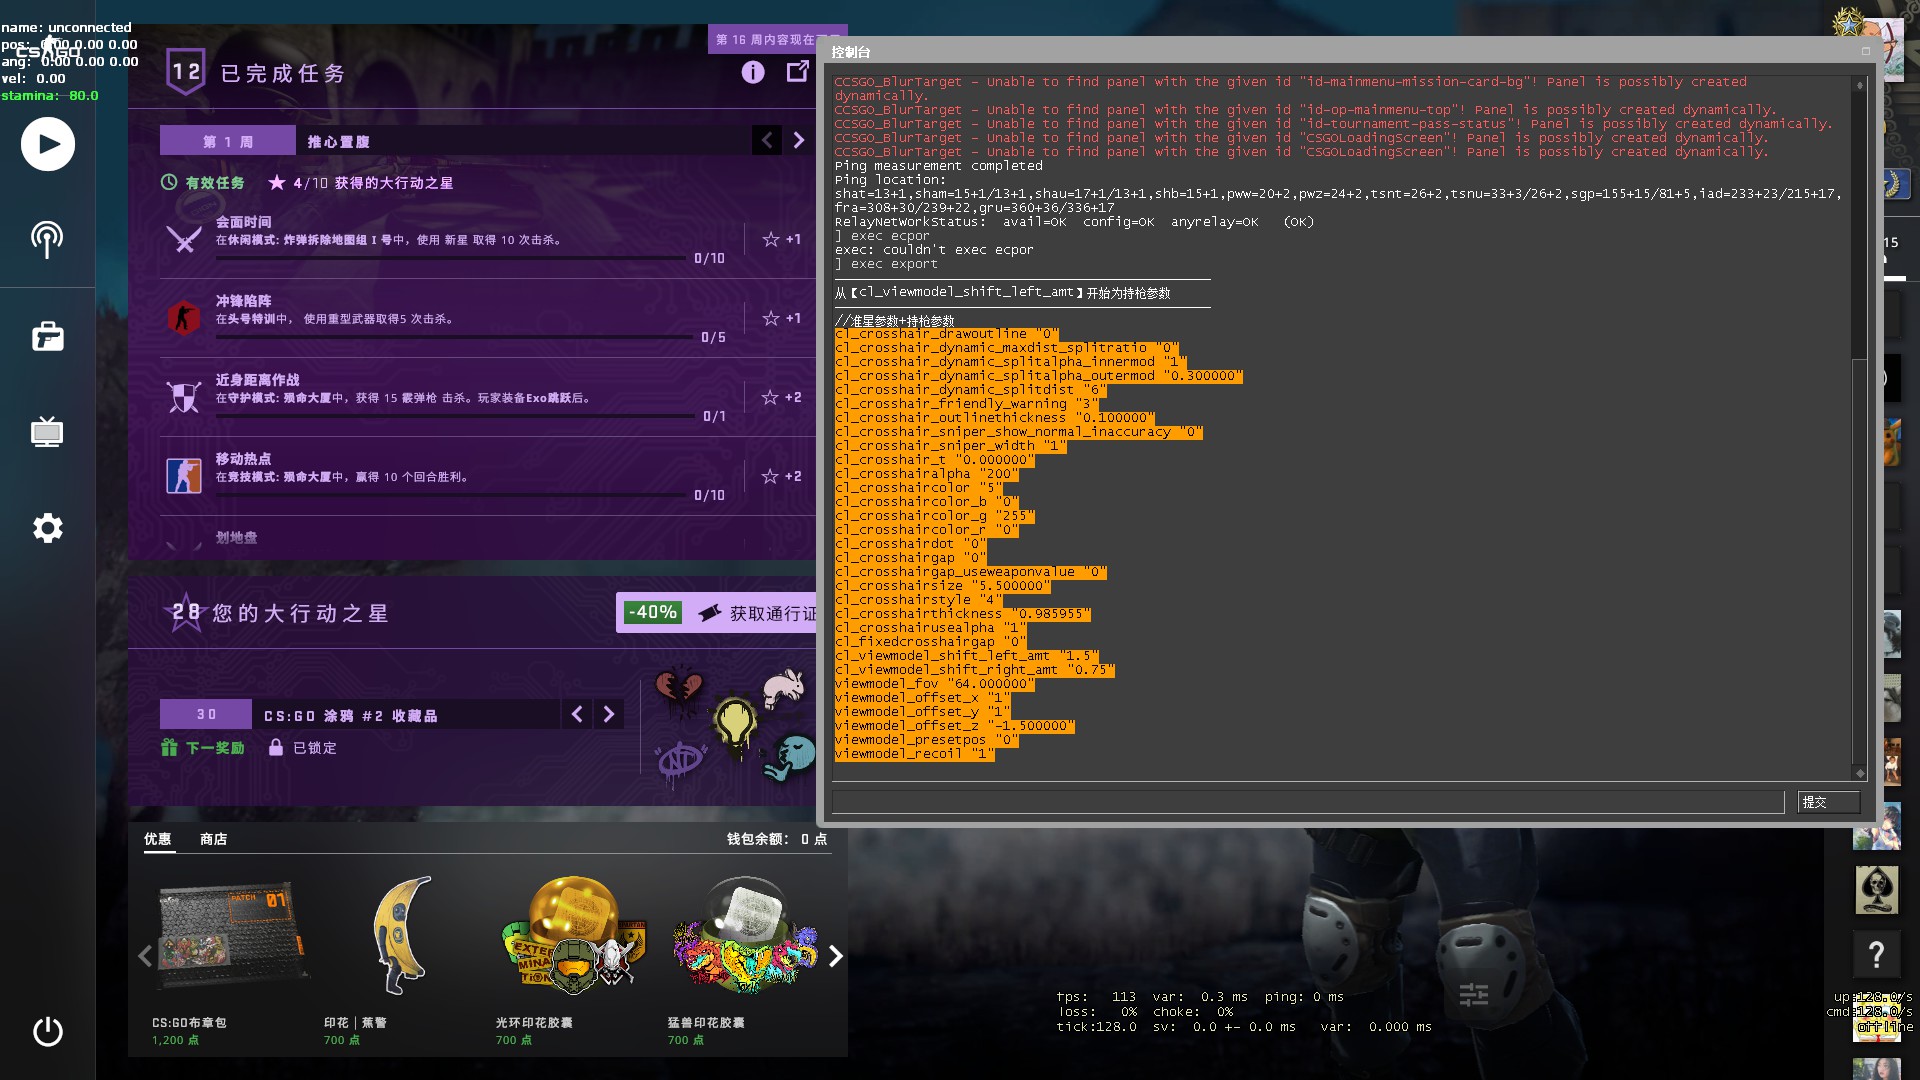 name: unconnected
pos: 0.00 0.00 0.00
ang: 0.00 0.00 0.00
vel: 0.00
stamina: 80.0
12 已完成任务
第 16 周内容现在
第 1 周
推心置腹
有效任务
4/10 获得的大行动之星
会面时间
在休闲模式: 炸弹拆除地图组 I 号中，使用 新星 取得 10 次击杀。
0/10
+1
冲锋陷阵
在头号特训中， 使用重型武器取得5 次击杀。
0/5
+1
近身距离作战
在守护模式: 殒命大厦中，获得 15 霰弹枪 击杀。玩家装备Exo跳跃后。
0/1
+2
移动热点
在竞技模式: 殒命大厦中，赢得 10 个回合胜利。
0/10
+2
划地盘
28 您的大行动之星
-40%
获取通行证
30
CS:GO 涂鸦 #2 收藏品
下一奖励
已锁定
优惠
商店
钱包余额： 0 点
PATCH 01
CS:GO布章包
1,200 点
印花 | 蕉警
700 点
光环印花胶囊
700 点
猛兽印花胶囊
700 点
控制台
CCSGO_BlurTarget - Unable to find panel with the given id "id-mainmenu-mission-card-bg"! Panel is possibly created
dynamically.
CCSGO_BlurTarget - Unable to find panel with the given id "id-op-mainmenu-top"! Panel is possibly created dynamically.
CCSGO_BlurTarget - Unable to find panel with the given id "id-tournament-pass-status"! Panel is possibly created dynamically.
CCSGO_BlurTarget - Unable to find panel with the given id "CSGOLoadingScreen"! Panel is possibly created dynamically.
CCSGO_BlurTarget - Unable to find panel with the given id "CSGOLoadingScreen"! Panel is possibly created dynamically.
Ping measurement completed
Ping location:
shat=13+1,sham=15+1/13+1,shau=17+1/13+1,shb=15+1,pww=20+2,pwz=24+2,tsnt=26+2,tsnu=33+3/26+2,sgp=155+15/81+5,iad=233+23/215+17,
fra=308+30/239+22,gru=360+36/336+17
RelayNetWorkStatus:  avail=OK  config=OK  anyrelay=OK   (OK)
] exec ecpor
exec: couldn't exec ecpor
] exec export
从【cl_viewmodel_shift_left_amt】开始为持枪参数
//准星参数+持枪参数
cl_crosshair_drawoutline "0"
cl_crosshair_dynamic_maxdist_splitratio "0"
cl_crosshair_dynamic_splitalpha_innermod "1"
cl_crosshair_dynamic_splitalpha_outermod "0.300000"
cl_crosshair_dynamic_splitdist "6"
cl_crosshair_friendly_warning "3"
cl_crosshair_outlinethickness "0.100000"
cl_crosshair_sniper_show_normal_inaccuracy "0"
cl_crosshair_sniper_width "1"
cl_crosshair_t "0.000000"
cl_crosshairalpha "200"
cl_crosshaircolor "5"
cl_crosshaircolor_b "0"
cl_crosshaircolor_g "255"
cl_crosshaircolor_r "0"
cl_crosshairdot "0"
cl_crosshairgap "0"
cl_crosshairgap_useweaponvalue "0"
cl_crosshairsize "5.500000"
cl_crosshairstyle "4"
cl_crosshairthickness "0.985955"
cl_crosshairusealpha "1"
cl_fixedcrosshairgap "0"
cl_viewmodel_shift_left_amt "1.5"
cl_viewmodel_shift_right_amt "0.75"
viewmodel_fov "64.000000"
viewmodel_offset_x "1"
viewmodel_offset_y "1"
viewmodel_offset_z "-1.500000"
viewmodel_presetpos "0"
viewmodel_recoil "1"
提交
15
?
fps: 113 var: 0.3 ms ping: 0 ms
loss: 0% choke: 0%
tick:128.0 sv: 0.0 +- 0.0 ms var: 0.000 ms
up:128.0/s
cmd:128.0/s
offline